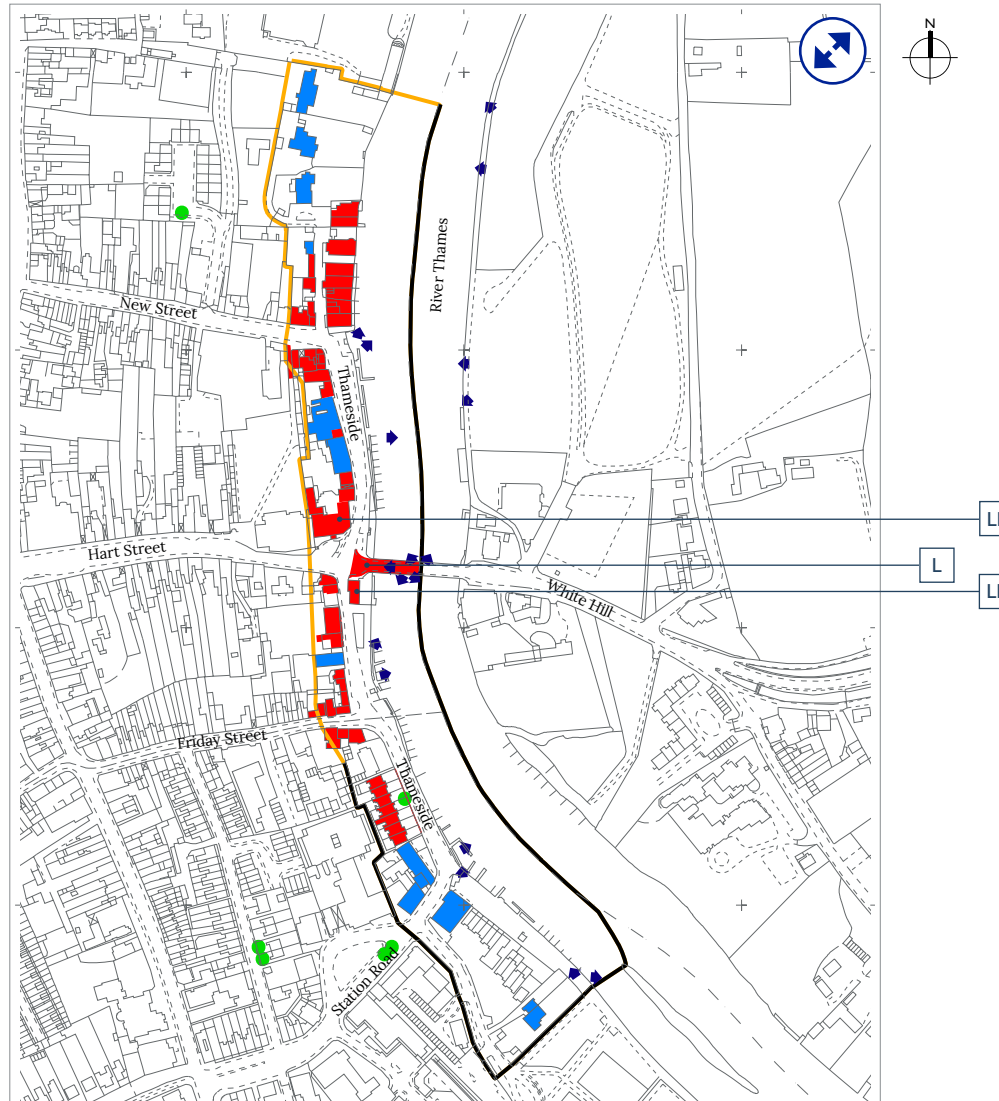 N
River Thames
New Street
Thameside
Hart Street
L
White Hill
Friday Street
Thameside
Station Road